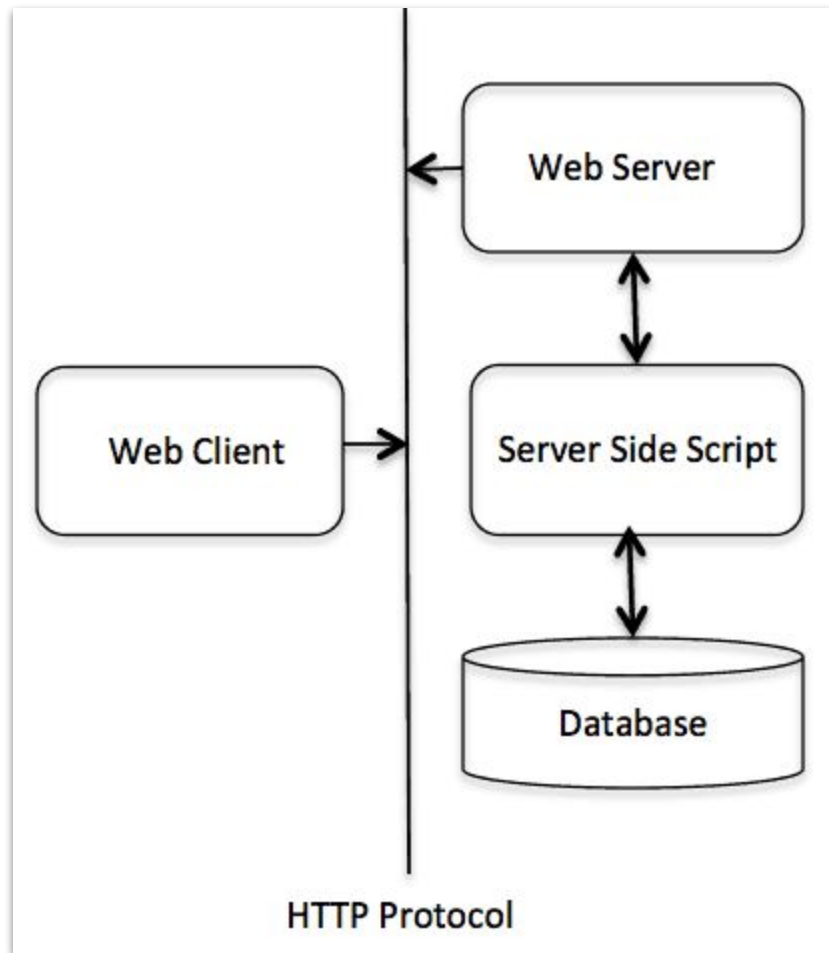 Web Server
Web Client
Server Side Script
Database
HTTP Protocol